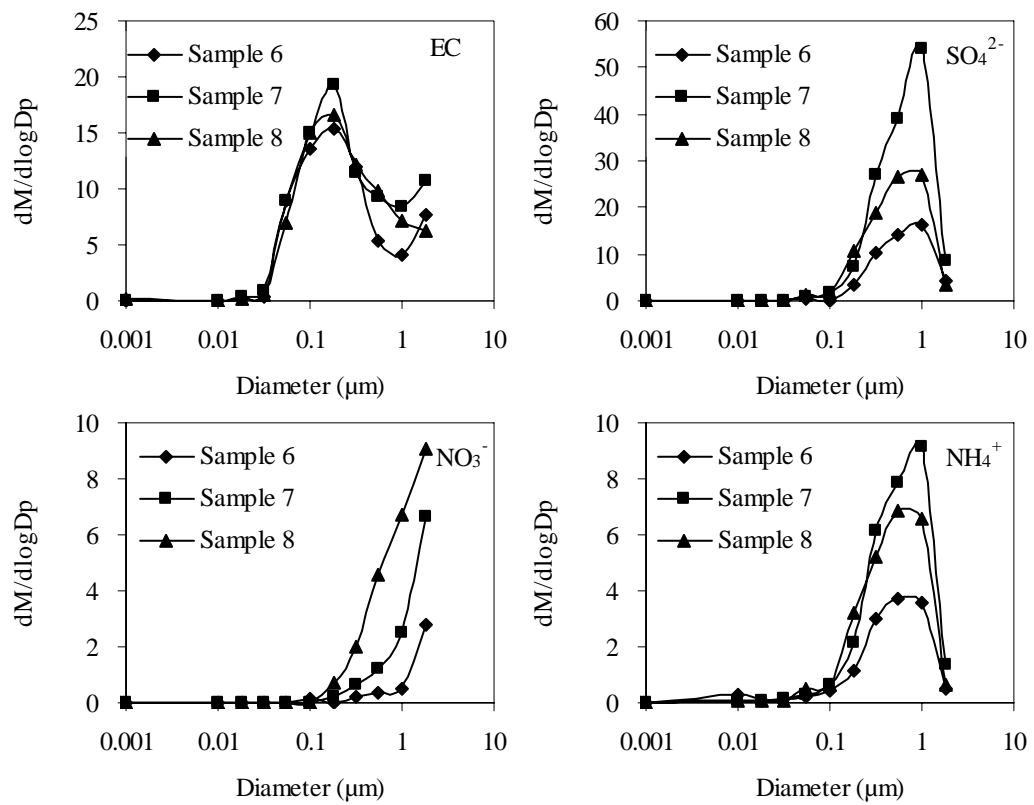 EC
Sample 6
Sample 7
Sample 8
dM/dlogDp
25
20
15
10
5
0
0.001 0.01 0.1 1 10
Diameter (µm)
SO₄²⁻
Sample 6
Sample 7
Sample 8
dM/dlogDp
60
50
40
30
20
10
0
0.001 0.01 0.1 1 10
Diameter (µm)
NO₃⁻
Sample 6
Sample 7
Sample 8
dM/dlogDp
10
8
6
4
2
0
0.001 0.01 0.1 1 10
Diameter (µm)
NH₄⁺
Sample 6
Sample 7
Sample 8
dM/dlogDp
10
8
6
4
2
0
0.001 0.01 0.1 1 10
Diameter (µm)